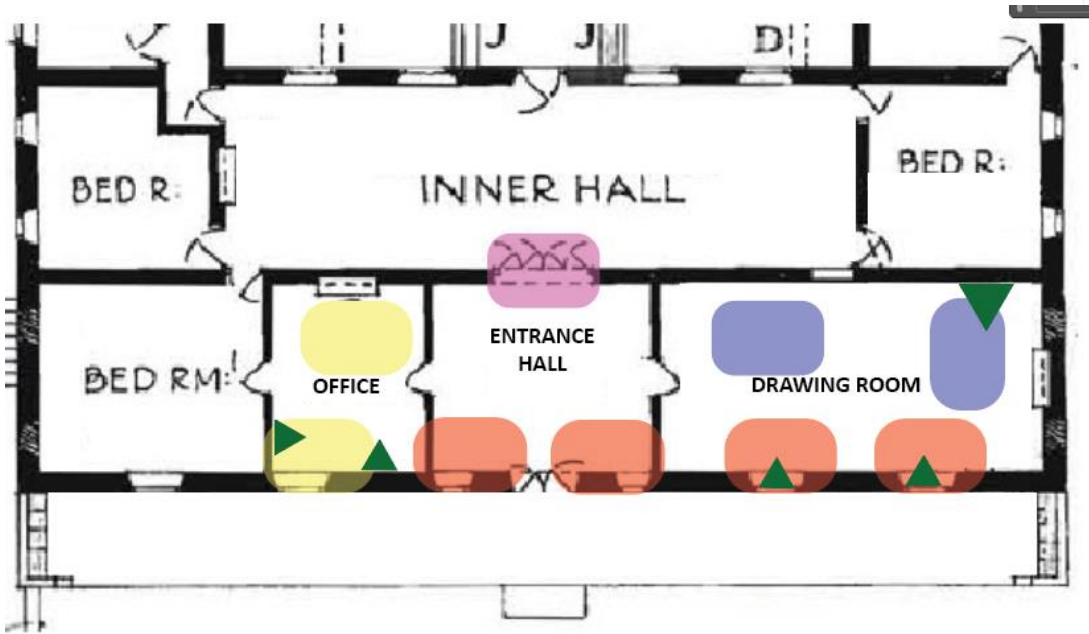 J J D
BED R:
INNER HALL
BED R:
ENTRANCE
HALL
BED RM:
OFFICE
DRAWING ROOM